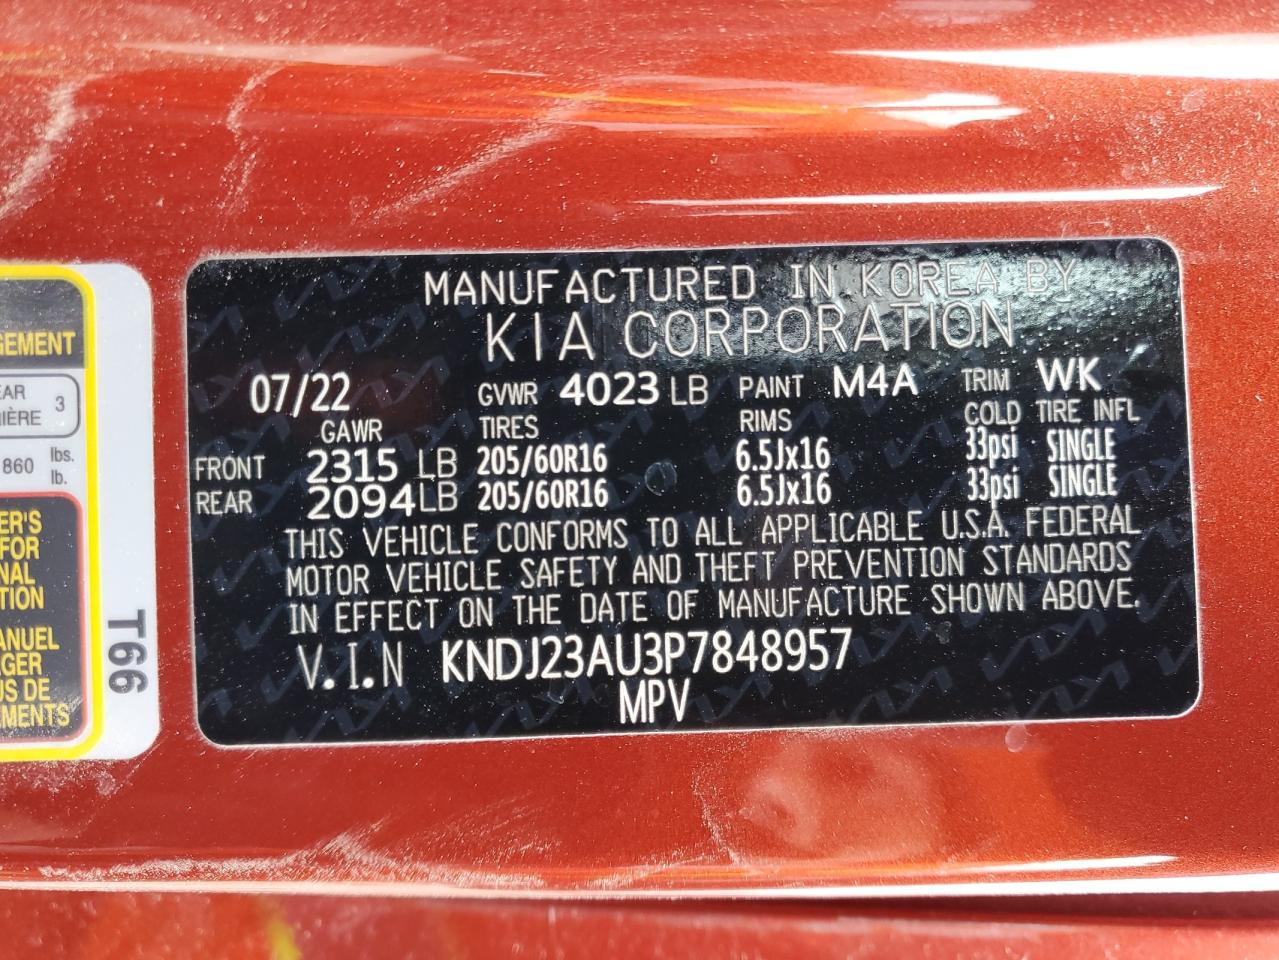 MANUFACTURED IN KOREA BY
KIA CORPORATION
07/22 GVWR 4023 LB PAINT M4A TRIM WK
GAWR TIRES RIMS COLD TIRE INFL
FRONT 2315 LB 205/60R16 6.5Jx16 33psi SINGLE
REAR 2094 LB 205/60R16 6.5Jx16 33psi SINGLE
THIS VEHICLE CONFORMS TO ALL APPLICABLE U.S.A. FEDERAL
MOTOR VEHICLE SAFETY AND THEFT PREVENTION STANDARDS
IN EFFECT ON THE DATE OF MANUFACTURE SHOWN ABOVE.
V.I.N KNDJ23AU3P7848957
MPV
GEMENT
EAR
IÈRE 3
860 lbs.
lb.
ER'S
FOR
NAL
TION
ANUEL
AGER
US DE
EMENTS
T66